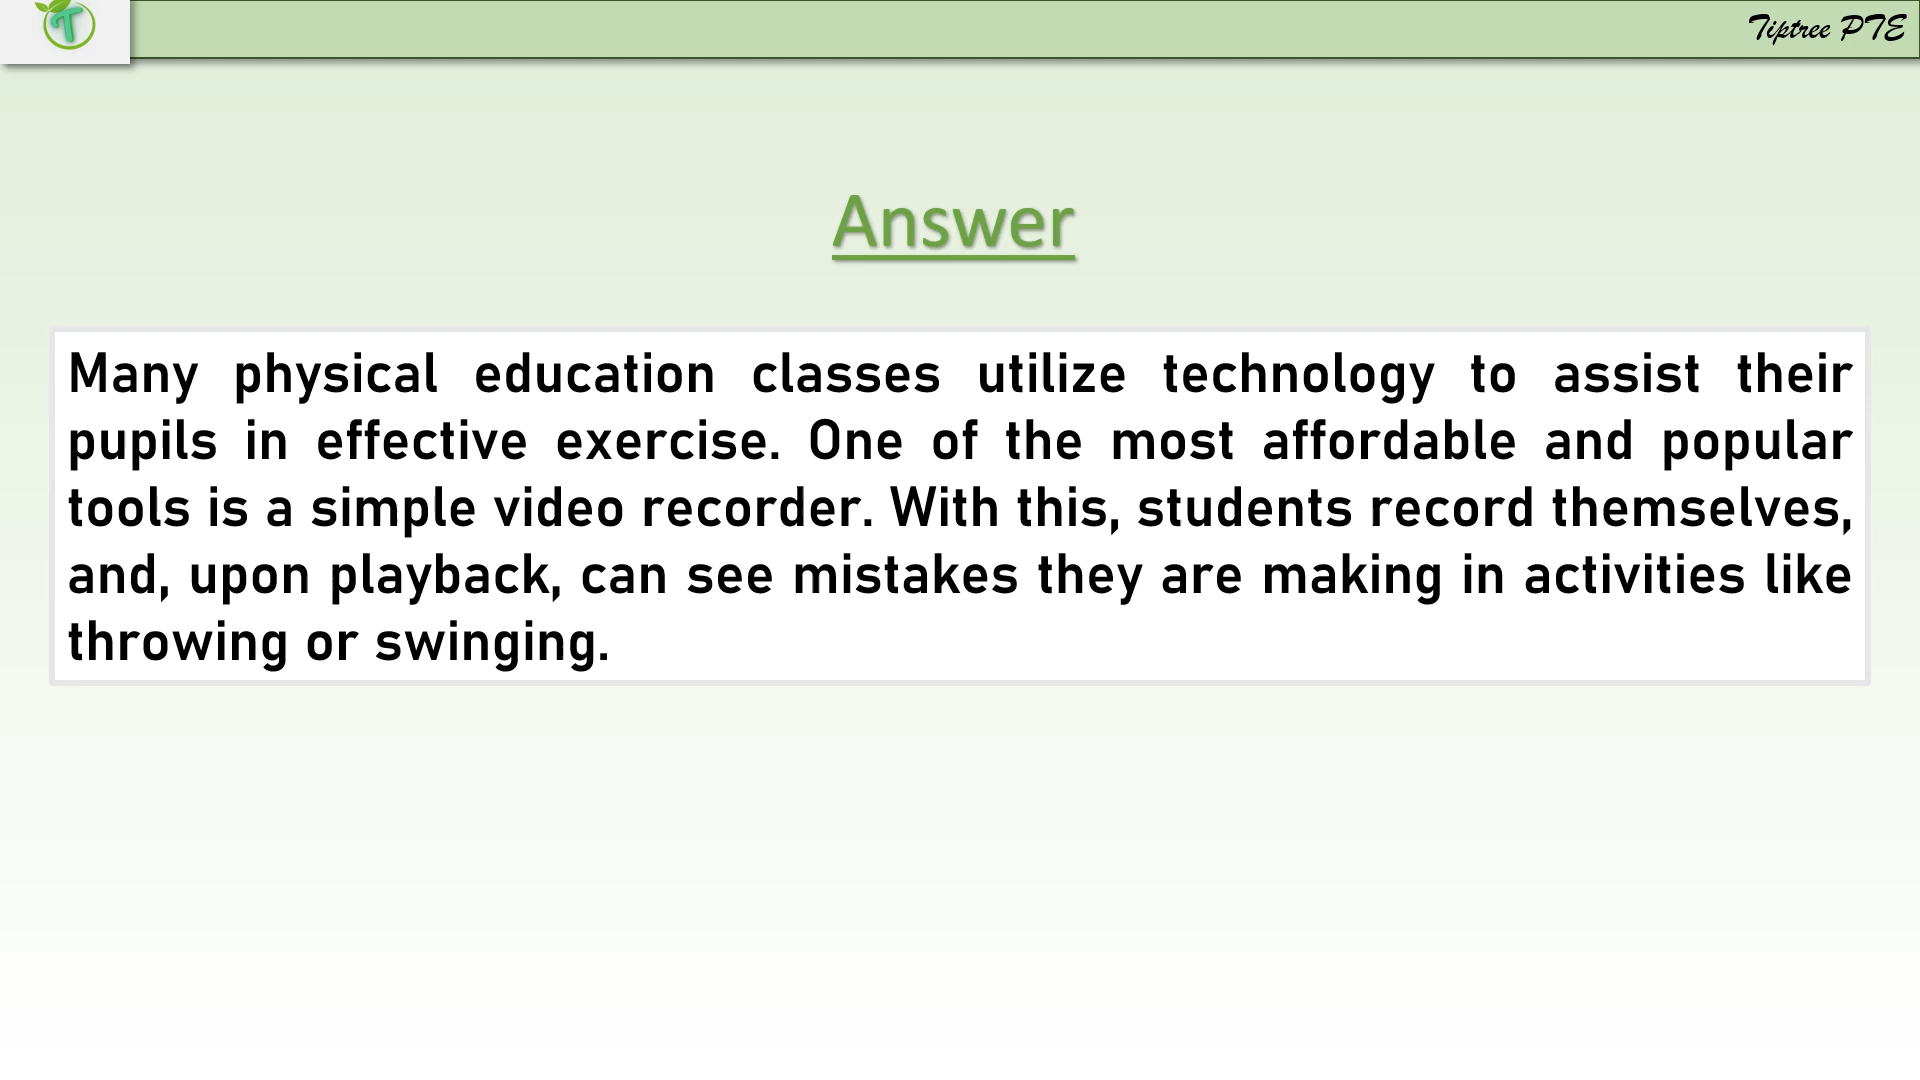 T
Tiptree PTE
Answer
Many physical education classes utilize technology to assist their
pupils in effective exercise. One of the most affordable and popular
tools is a simple video recorder. With this, students record themselves,
and, upon playback, can see mistakes they are making in activities like
throwing or swinging.